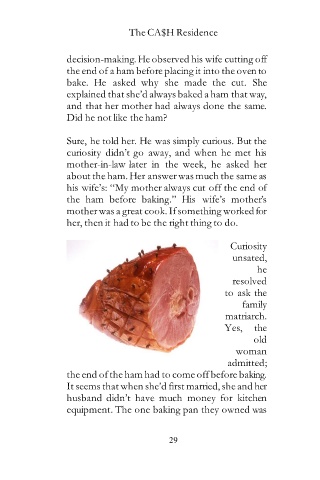 The CA$H Residence
decision-making. He observed his wife cutting off
the end of a ham before placing it into the oven to
bake. He asked why she made the cut. She
explained that she'd always baked a ham that way,
and that her mother had always done the same.
Did he not like the ham?
Sure, he told her. He was simply curious. But the
curiosity didn't go away, and when he met his
mother-in-law later in the week, he asked her
about the ham. Her answer was much the same as
his wife's: "My mother always cut off the end of
the ham before baking." His wife's mother's
mother was a great cook. If something worked for
her, then it had to be the right thing to do.
Curiosity
unsated,
he
resolved
to ask the
family
matriarch.
Yes, the
old
woman
admitted;
the end of the ham had to come off before baking.
It seems that when she'd first married, she and her
husband didn't have much money for kitchen
equipment. The one baking pan they owned was
29